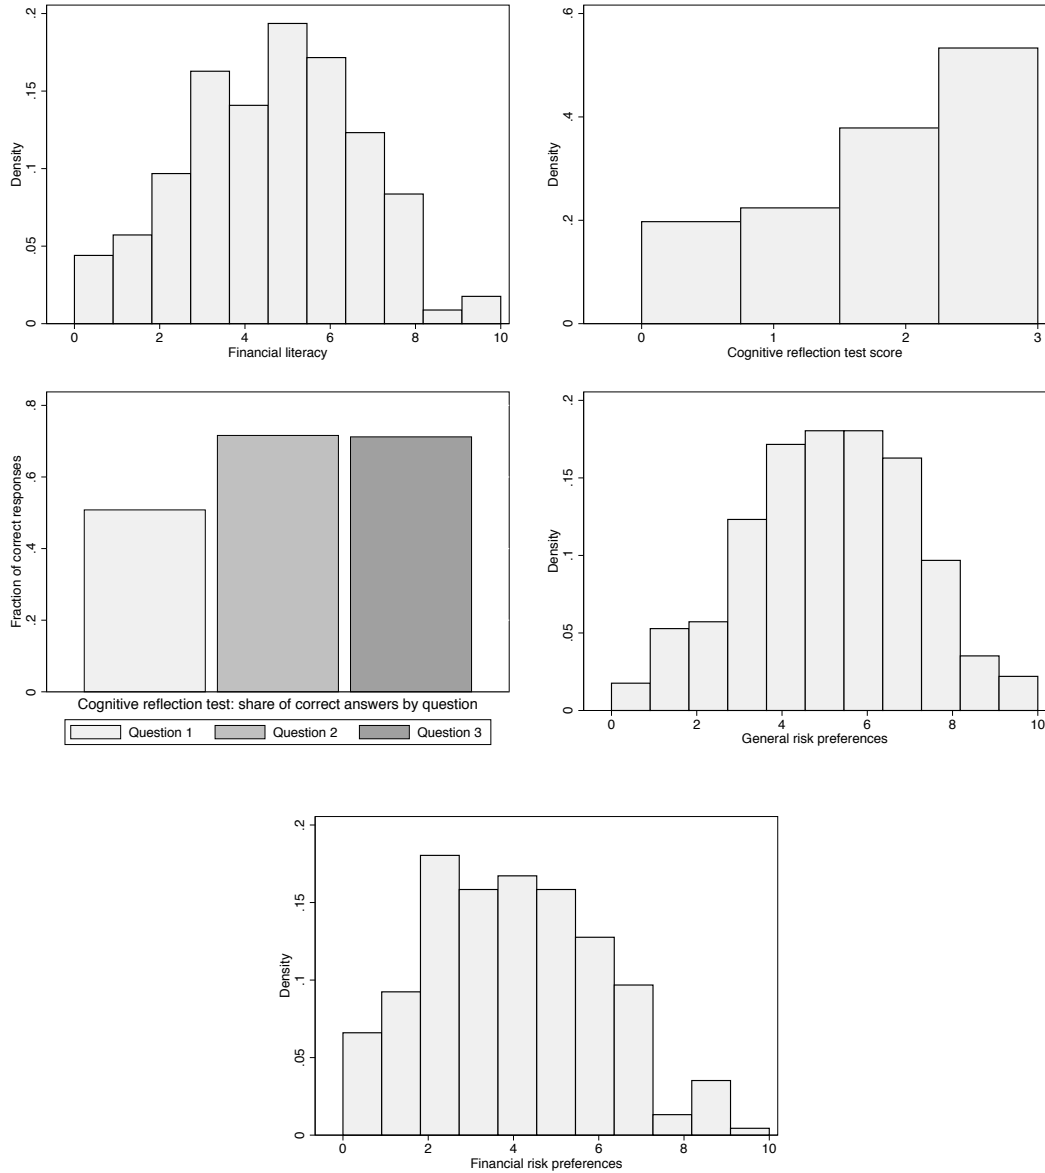 Density
.2
.15
.1
.05
0
0 2 4 6 8 10
Financial literacy
Density
.6
.4
.2
0
0 1 2 3
Cognitive reflection test score
Fraction of correct responses
.8
.6
.4
.2
0
Cognitive reflection test: share of correct answers by question
Question 1 Question 2 Question 3
Density
.2
.15
.1
.05
0
0 2 4 6 8 10
General risk preferences
Density
.2
.15
.1
.05
0
0 2 4 6 8 10
Financial risk preferences